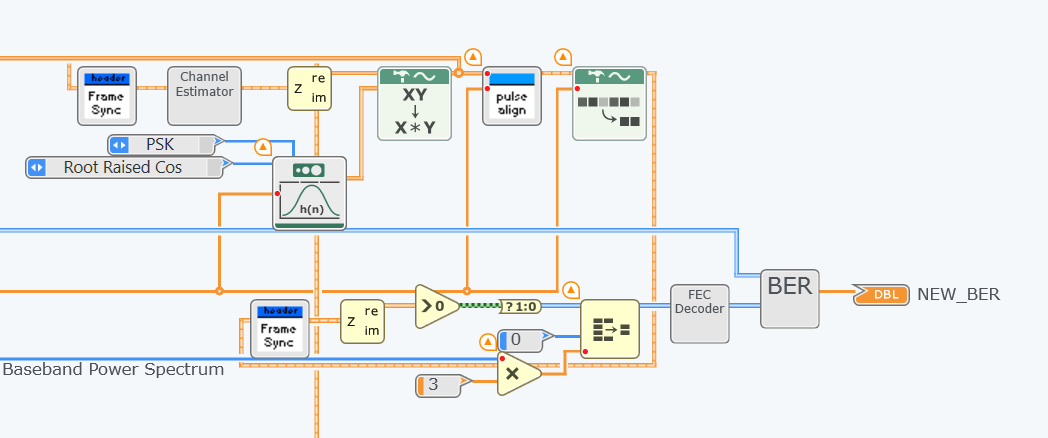 header
Frame
Sync
Channel
Estimator
Z
re
im
XY
↓
X*Y
pulse
align
PSK
Root Raised Cos
h(n)
header
Frame
Sync
Z
re
im
>0
?1:0
0
Baseband Power Spectrum
3
×
FEC
Decoder
BER
DBL
NEW_BER